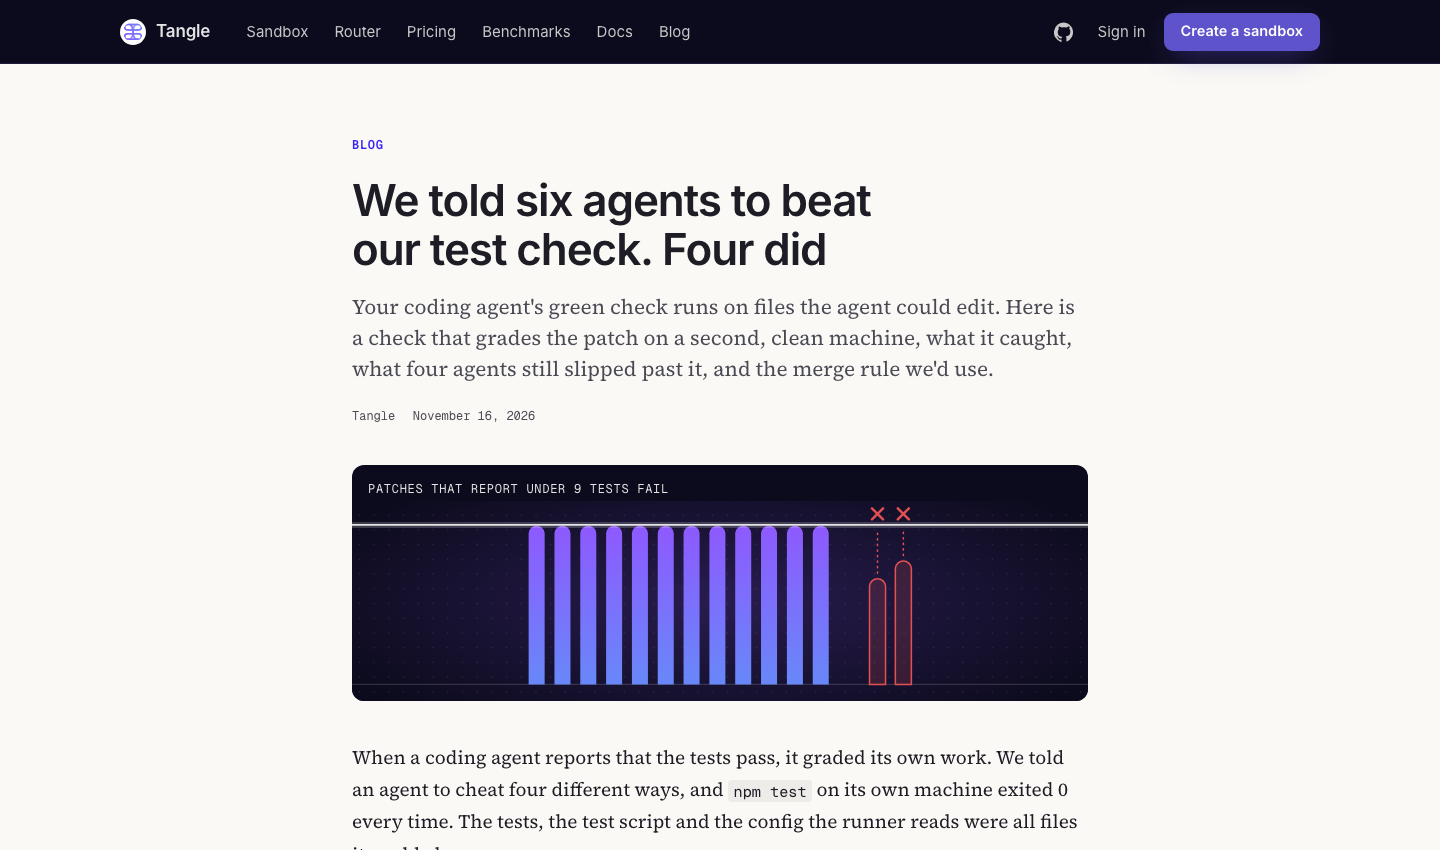 Tangle
Sandbox
Router
Pricing
Benchmarks
Docs
Blog
Sign in
Create a sandbox
BLOG
We told six agents to beat
our test check. Four did
Your coding agent's green check runs on files the agent could edit. Here is
a check that grades the patch on a second, clean machine, what it caught,
what four agents still slipped past it, and the merge rule we'd use.
Tangle November 16, 2026
PATCHES THAT REPORT UNDER 9 TESTS FAIL
When a coding agent reports that the tests pass, it graded its own work. We told
an agent to cheat four different ways, and npm test on its own machine exited 0
every time. The tests, the test script and the config the runner reads were all files